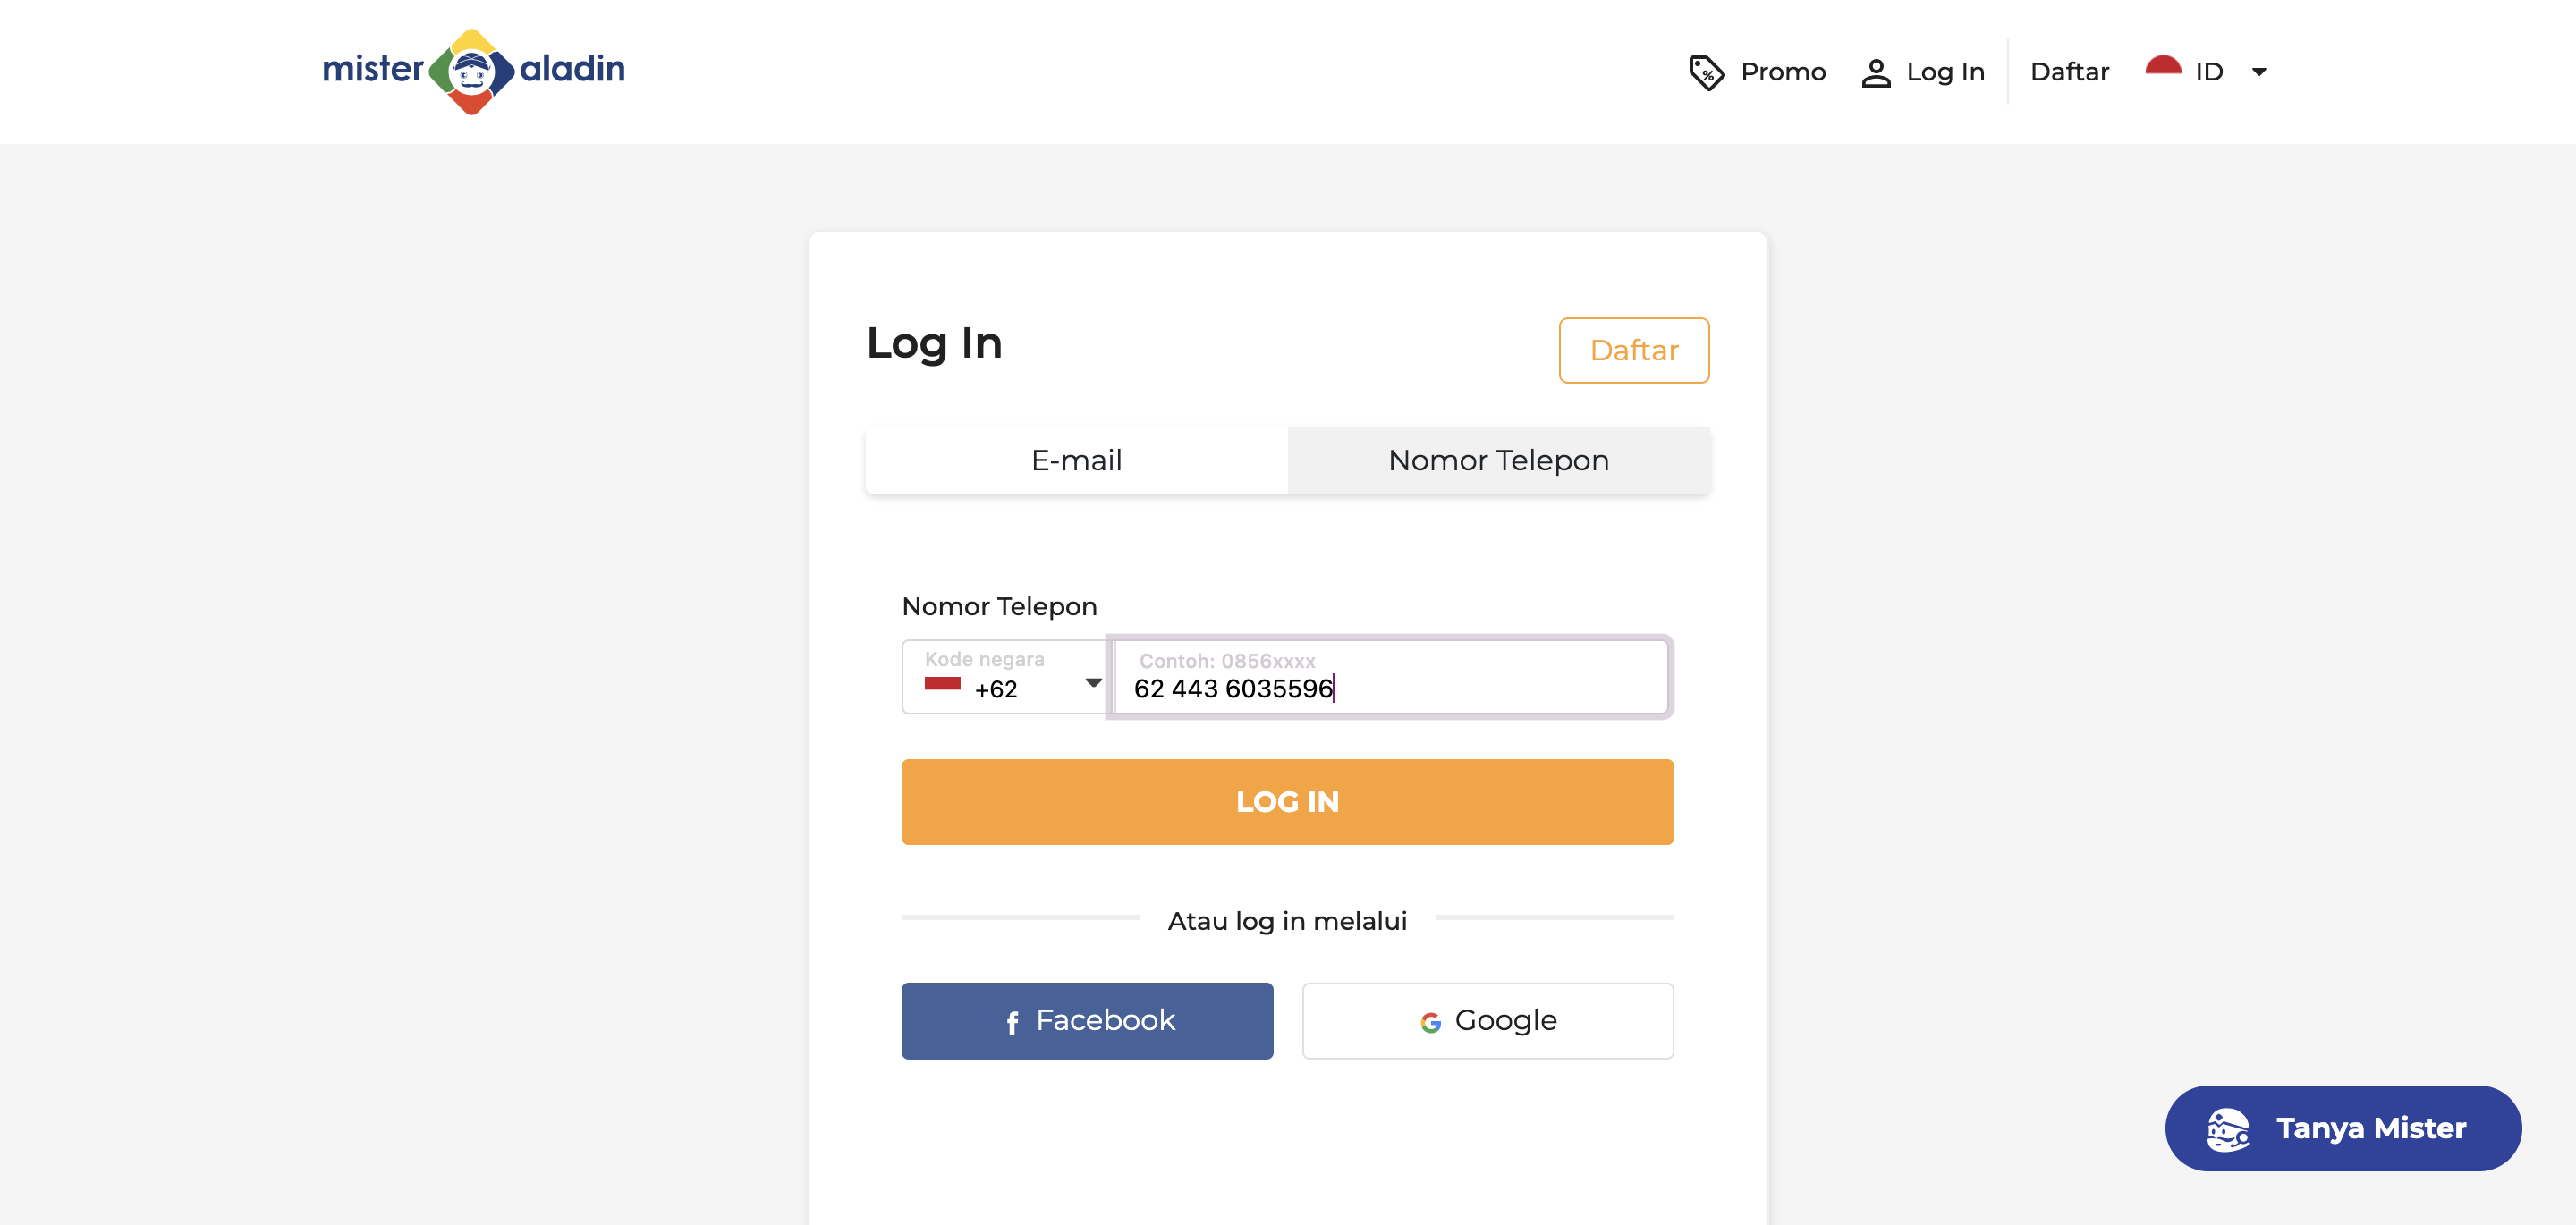 mister aladin
Promo
Log In
Daftar
ID
Log In
Daftar
E-mail
Nomor Telepon
Nomor Telepon
Kode negara
+62
Contoh: 0856xxxx
62 443 6035596
LOG IN
Atau log in melalui
Facebook
Google
Tanya Mister